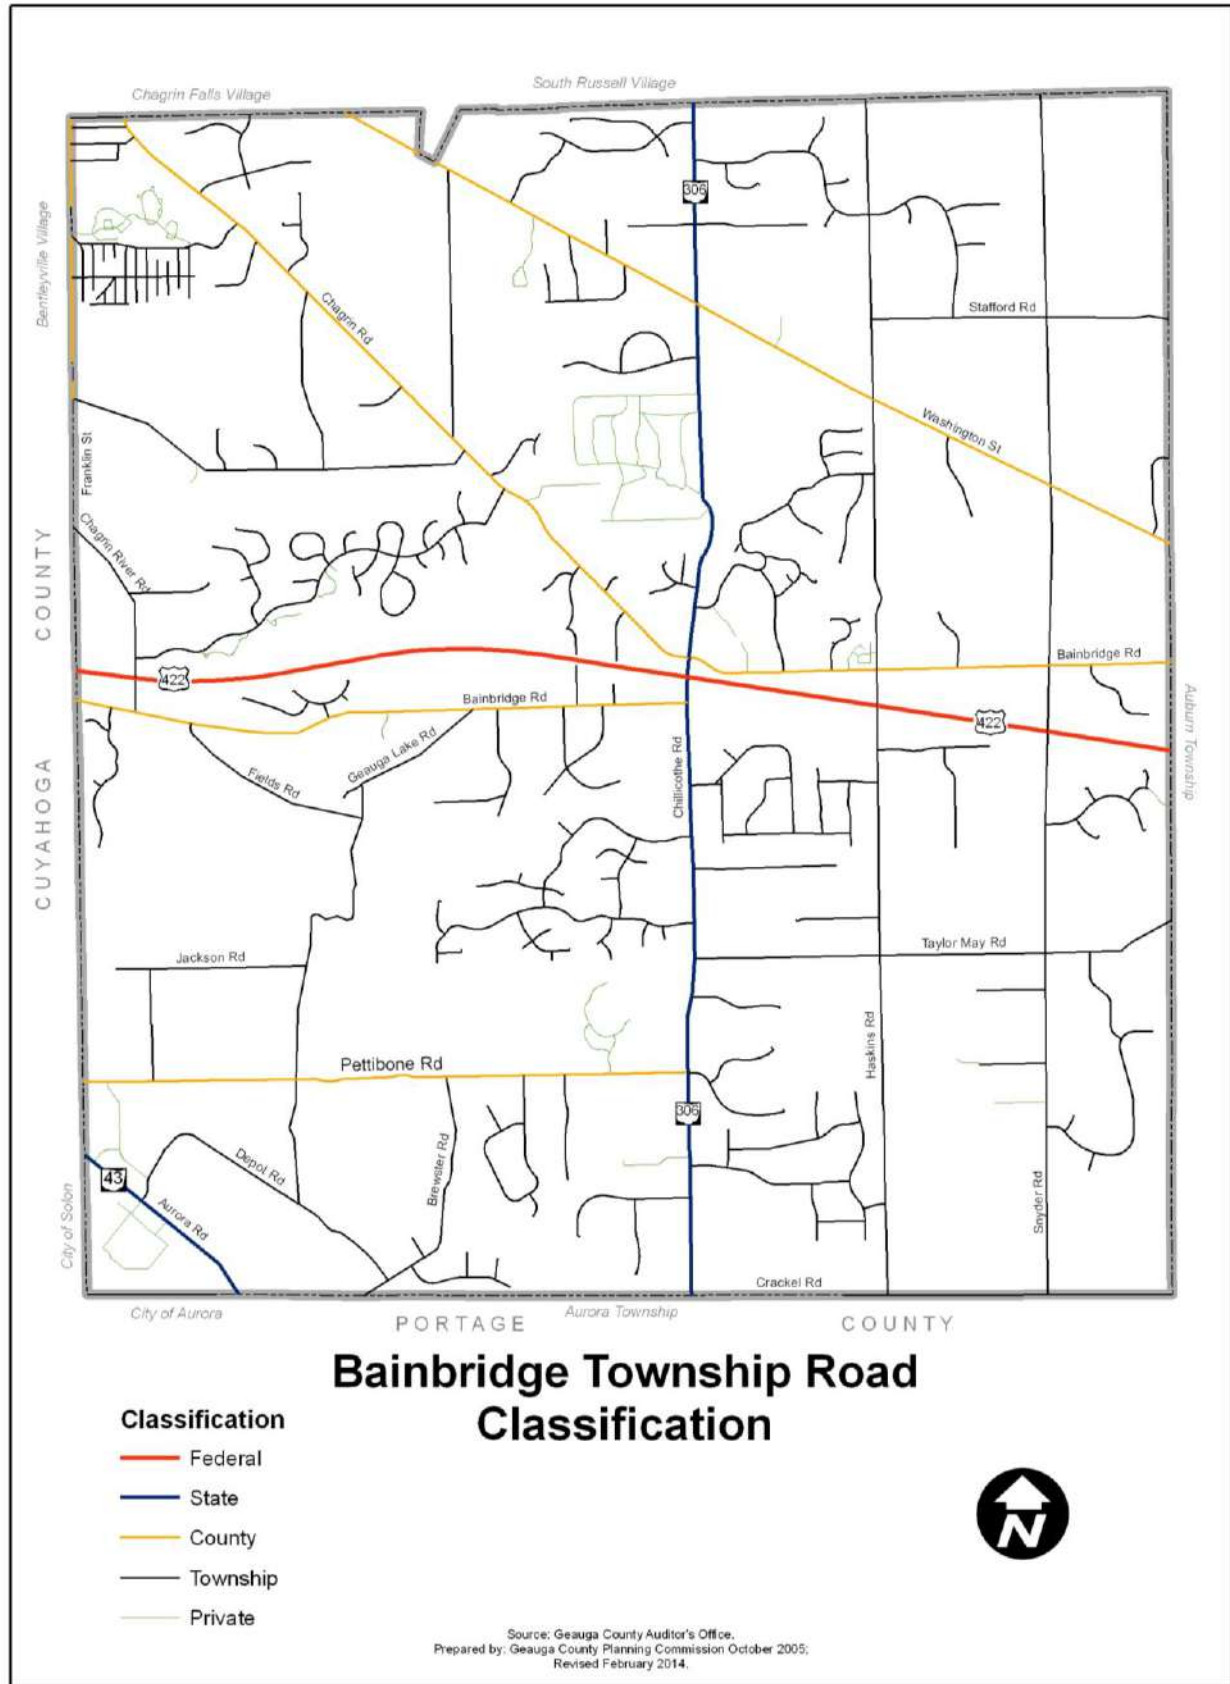 South Russell Village
Chagrin Falls Village
306
Bentleyville Village
Chagrin Rd
Stafford Rd
Washington St
Franklin St
Chagrin River Rd
COUNTY
CUYAHOGA
Bainbridge Rd
422
Bainbridge Rd
422
Auburn Township
Geauga Lake Rd
Fields Rd
Chillicothe Rd
Taylor May Rd
Jackson Rd
Haskins Rd
Pettibone Rd
306
Brewster Rd
Depol Rd
43
Aurora Rd
Snyder Rd
City of Solon
Crackel Rd
City of Aurora
Aurora Township
PORTAGE
COUNTY
Bainbridge Township Road
Classification
Classification
Federal
State
County
Township
Private
N
Source: Geauga County Auditor's Office.
Prepared by: Geauga County Planning Commission October 2005;
Revised February 2014.